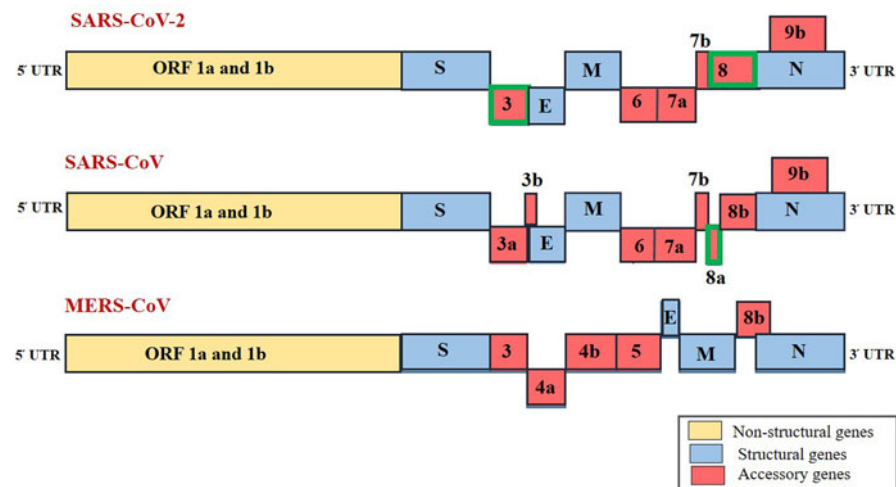 SARS-CoV-2
9b
7b
5′ UTR ORF 1a and 1b S M 8 N 3′ UTR
3 E 6 7a
SARS-CoV
3b 7b 9b
5′ UTR ORF 1a and 1b S M 8b N 3′ UTR
3a E 6 7a
8a
MERS-CoV
E 8b
5′ UTR ORF 1a and 1b S 3 4b 5 M N 3′ UTR
4a
Non-structural genes
Structural genes
Accessory genes